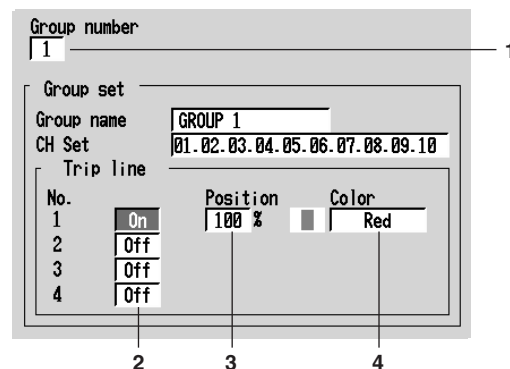 Group number
1
1
Group set
Group name GROUP 1
CH Set 01.02.03.04.05.06.07.08.09.10
Trip line
No. Position Color
1 On 100 % Red
2 Off
3 Off
4 Off
2 3 4